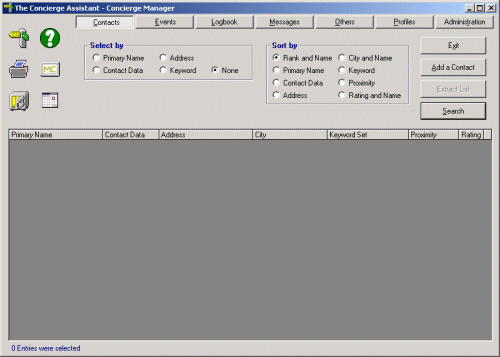 The Concierge Assistant - Concierge Manager
Contacts Events Logbook Messages Others Profiles Administration
Select by
Primary Name Address
Contact Data Keyword None
Sort by
Rank and Name City and Name
Primary Name Keyword
Contact Data Proximity
Address Rating and Name
Exit
Add a Contact
Extract List
Search
MC
Primary Name Contact Data Address City Keyword Set Proximity Rating
0 Entries were selected